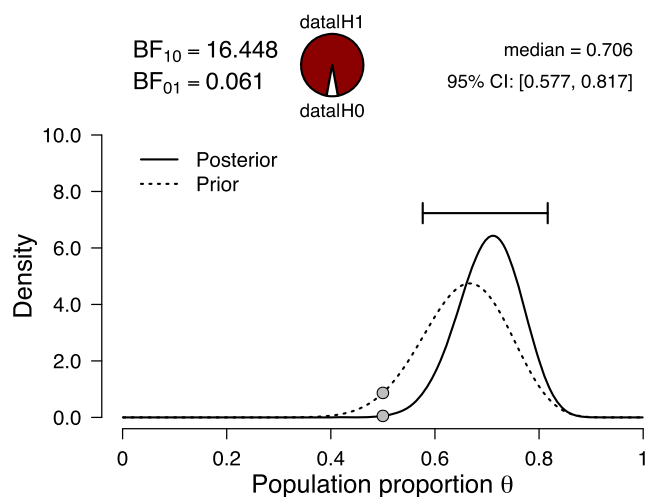 data|H1
BF₁₀ = 16.448
BF₀₁ = 0.061
data|H0
median = 0.706
95% CI: [0.577, 0.817]
Posterior
Prior
Density
10.0
8.0
6.0
4.0
2.0
0.0
0 0.2 0.4 0.6 0.8 1
Population proportion θ